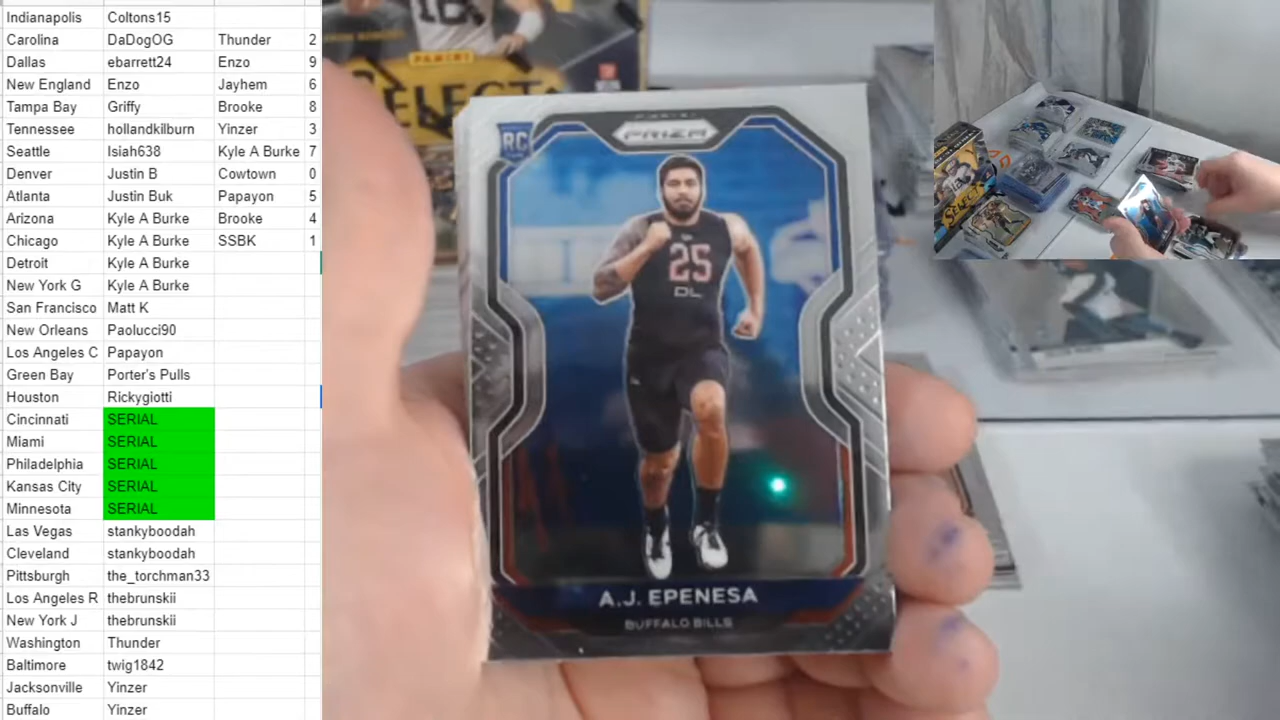 Indianapolis Coltons15
Carolina DaDogOG Thunder 2
Dallas ebarrett24 Enzo 9
New England Enzo Jayhem 6
Tampa Bay Griffy Brooke 8
Tennessee hollandkilburn Yinzer 3
Seattle Isiah638 Kyle A Burke 7
Denver Justin B Cowtown 0
Atlanta Justin Buk Papayon 5
Arizona Kyle A Burke Brooke 4
Chicago Kyle A Burke SSBK 1
Detroit Kyle A Burke
New York G Kyle A Burke
San Francisco Matt K
New Orleans Paolucci90
Los Angeles C Papayon
Green Bay Porter's Pulls
Houston Rickygiotti
Cincinnati SERIAL
Miami SERIAL
Philadelphia SERIAL
Kansas City SERIAL
Minnesota SERIAL
Las Vegas stankyboodah
Cleveland stankyboodah
Pittsburgh the_torchman33
Los Angeles R thebrunskii
New York J thebrunskii
Washington Thunder
Baltimore twig1842
Jacksonville Yinzer
Buffalo Yinzer
PANINI
SELECT
RC
PANINI
PRIZM
25
DL
A.J. EPENESA
BUFFALO BILLS
SELECT